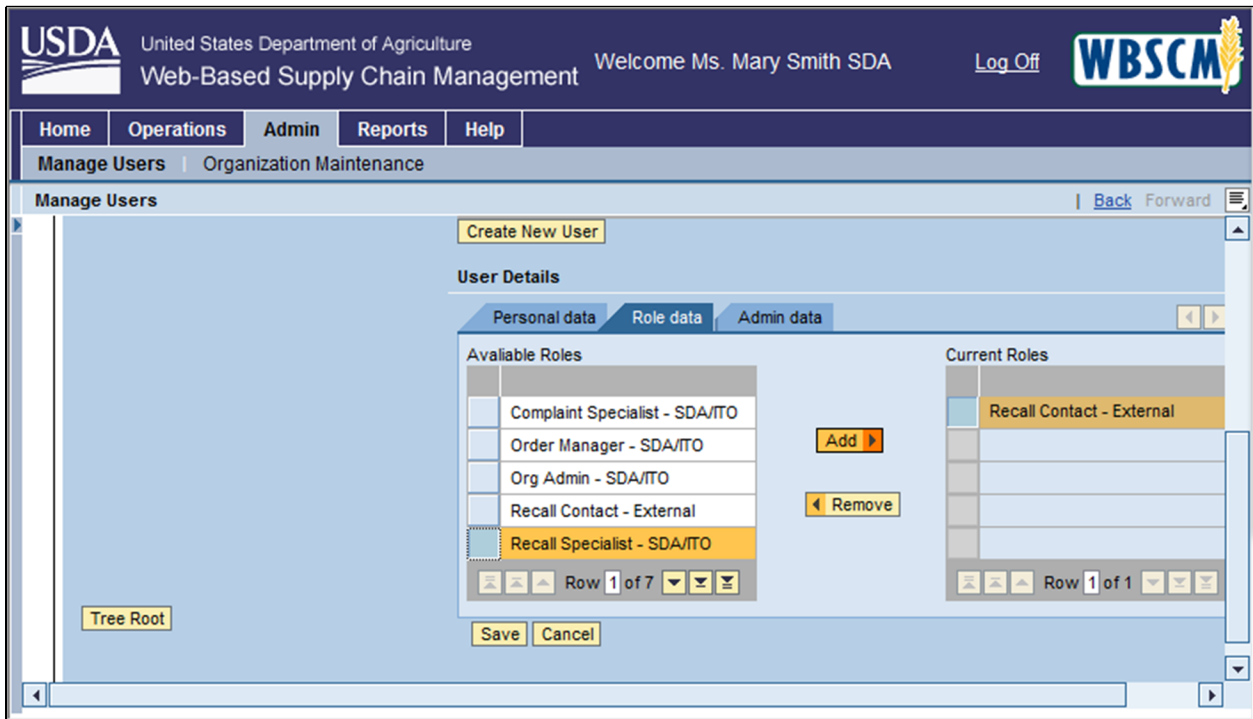 USDA United States Department of Agriculture
Web-Based Supply Chain Management
Welcome Ms. Mary Smith SDA Log Off WBSCM
Home Operations Admin Reports Help
Manage Users | Organization Maintenance
Manage Users | Back Forward
Create New User
User Details
Personal data Role data Admin data
Avaliable Roles Current Roles
Complaint Specialist - SDA/ITO Recall Contact - External
Order Manager - SDA/ITO Add
Org Admin - SDA/ITO
Recall Contact - External Remove
Recall Specialist - SDA/ITO
Row 1 of 7 Row 1 of 1
Tree Root
Save Cancel